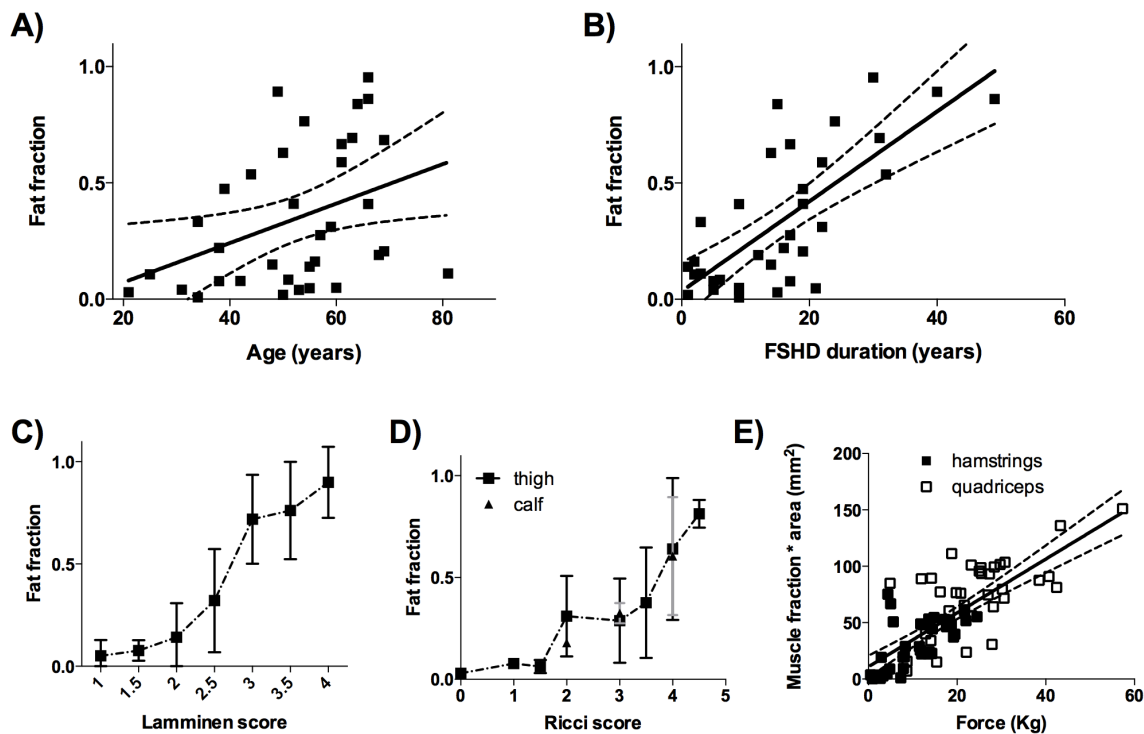 A)
Fat fraction
1.0
0.5
0.0
20 40 60 80
Age (years)
B)
Fat fraction
1.0
0.5
0.0
0 20 40 60
FSHD duration (years)
C)
Fat fraction
1.0
0.5
0.0
1 1.5 2 2.5 3 3.5 4
Lamminen score
D)
Fat fraction
1.0
0.5
0.0
thigh
calf
0 1 2 3 4 5
Ricci score
E)
Muscle fraction * area (mm²)
200
150
100
50
0
hamstrings
quadriceps
0 20 40 60
Force (Kg)